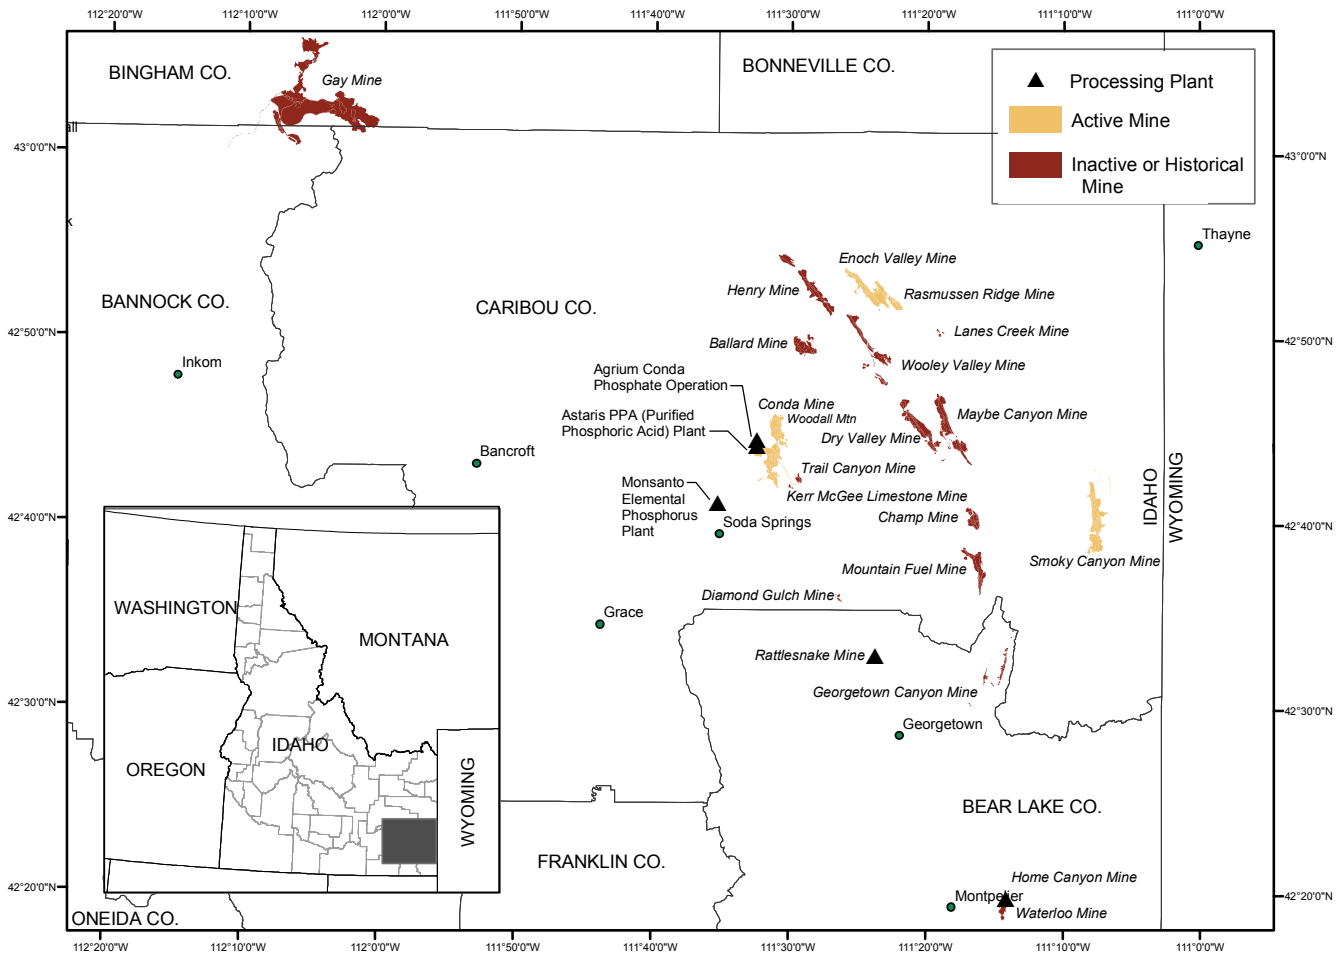 112°20'0"W
112°10'0"W
112°0'0"W
111°50'0"W
111°40'0"W
111°30'0"W
111°20'0"W
111°10'0"W
111°0'0"W
BINGHAM CO.
Gay Mine
BONNEVILLE CO.
Processing Plant
Active Mine
Inactive or Historical
Mine
all
43°0'0"N
43°0'0"N
k
Thayne
Enoch Valley Mine
Henry Mine
Rasmussen Ridge Mine
BANNOCK CO.
CARIBOU CO.
Lanes Creek Mine
42°50'0"N
42°50'0"N
Ballard Mine
Wooley Valley Mine
Inkom
Agrium Conda
Phosphate Operation
Conda Mine
Woodall Mtn
Maybe Canyon Mine
Astaris PPA (Purified
Phosphoric Acid) Plant
Dry Valley Mine
Bancroft
Trail Canyon Mine
Monsanto
Elemental
Phosphorus
Plant
Kerr McGee Limestone Mine
Champ Mine
IDAHO
WYOMING
42°40'0"N
42°40'0"N
Soda Springs
Smoky Canyon Mine
Mountain Fuel Mine
Diamond Gulch Mine
Grace
WASHINGTON
MONTANA
Rattlesnake Mine
Georgetown Canyon Mine
42°30'0"N
42°30'0"N
Georgetown
IDAHO
OREGON
WYOMING
BEAR LAKE CO.
FRANKLIN CO.
42°20'0"N
42°20'0"N
Home Canyon Mine
Montpelier
Waterloo Mine
ONEIDA CO.
112°20'0"W
112°10'0"W
112°0'0"W
111°50'0"W
111°40'0"W
111°30'0"W
111°20'0"W
111°10'0"W
111°0'0"W